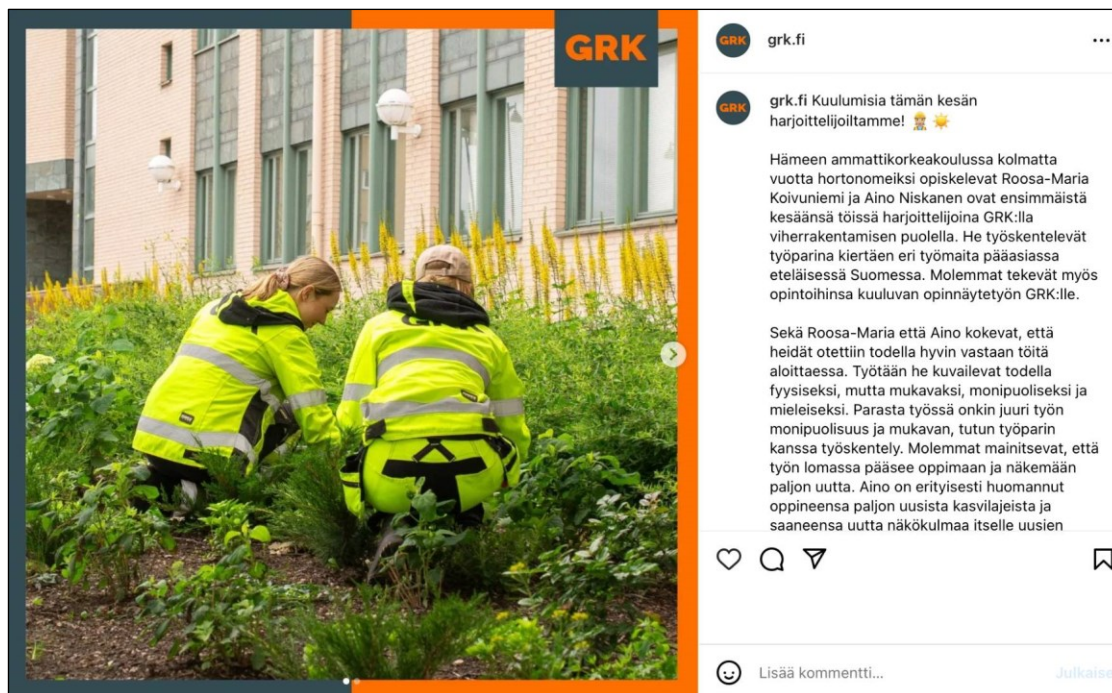 GRK
GRK
grk.fi
GRK
grk.fi Kuulumisia tämän kesän
harjoittelijoiltamme! 👷🏼‍♀️☀️
Hämeen ammattikorkeakoulussa kolmatta
vuotta hortonomeiksi opiskelevat Roosa-Maria
Koivuniemi ja Aino Niskanen ovat ensimmäistä
kesäänsä töissä harjoittelijoina GRK:lla
viherrakentamisen puolella. He työskentelevät
työparina kiertäen eri työmaita pääasiassa
eteläisessä Suomessa. Molemmat tekevät myös
opintoihinsa kuuluvan opinnäytetyön GRK:lle.
Sekä Roosa-Maria että Aino kokevat, että
heidät otettiin todella hyvin vastaan töitä
aloittaessa. Työtään he kuvailevat todella
fyysiseksi, mutta mukavaksi, monipuoliseksi ja
mieleiseksi. Parasta työssä onkin juuri työn
monipuolisuus ja mukavan, tutun työparin
kanssa työskentely. Molemmat mainitsevat, että
työn lomassa pääsee oppimaan ja näkemään
paljon uutta. Aino on erityisesti huomannut
oppineensa paljon uusista kasvilajeista ja
saaneensa uutta näkökulmaa itselle uusien
Lisää kommentti...
Julkaise